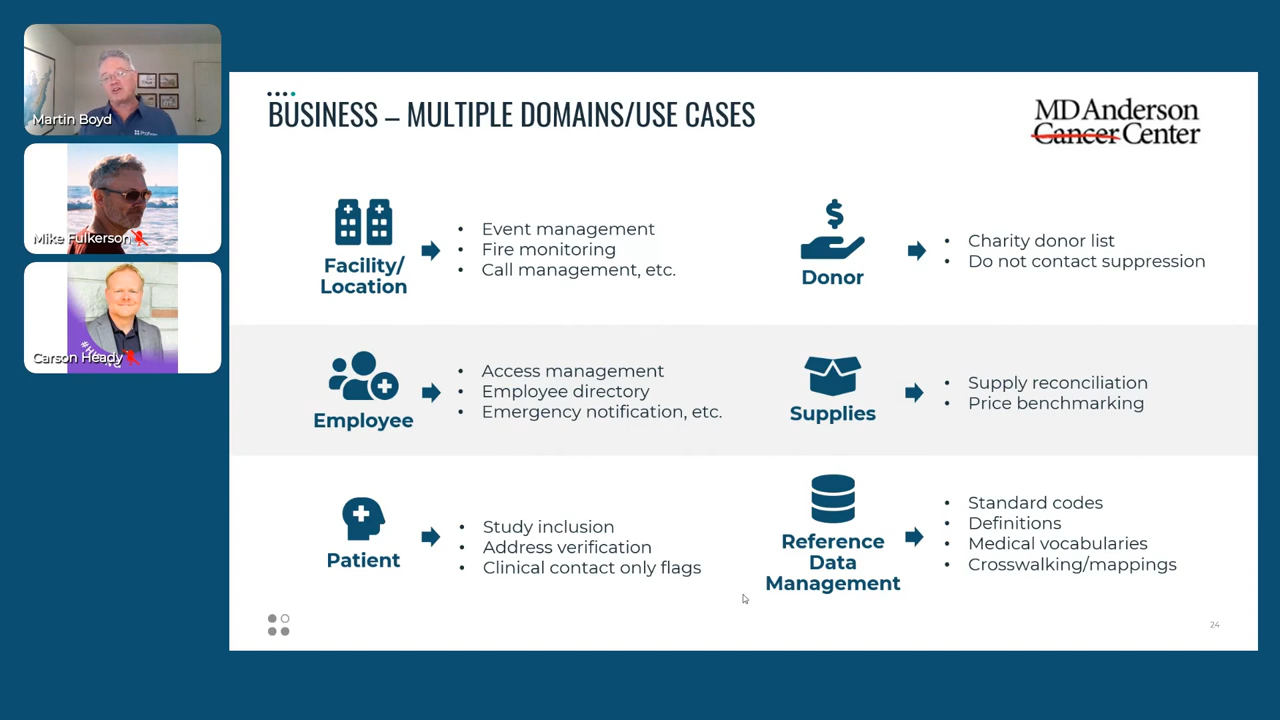 Martin Boyd
Mike Fulkerson
Carson Heady
BUSINESS – MULTIPLE DOMAINS/USE CASES
MD Anderson
Cancer Center
Facility/
Location
• Event management
• Fire monitoring
• Call management, etc.
Donor
• Charity donor list
• Do not contact suppression
Employee
• Access management
• Employee directory
• Emergency notification, etc.
Supplies
• Supply reconciliation
• Price benchmarking
Patient
• Study inclusion
• Address verification
• Clinical contact only flags
Reference
Data
Management
• Standard codes
• Definitions
• Medical vocabularies
• Crosswalking/mappings
24